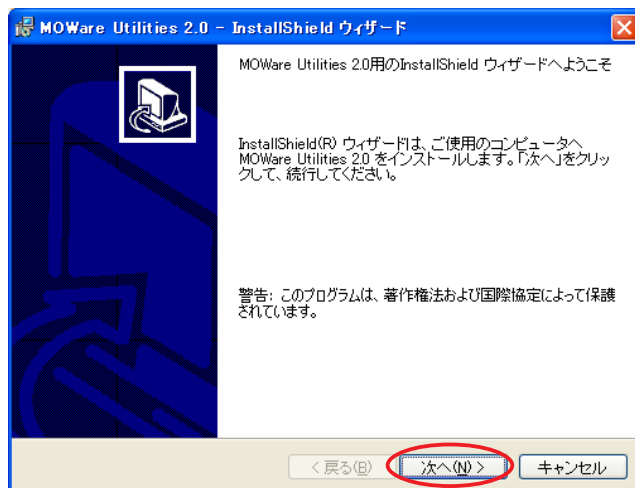 MOWare Utilities 2.0 - InstallShield ウィザード
MOWare Utilities 2.0用のInstallShield ウィザードへようこそ
InstallShield(R) ウィザードは、ご使用のコンピュータへ
MOWare Utilities 2.0 をインストールします。「次へ」をクリッ
クして、続行してください。
警告: このプログラムは、著作権法および国際協定によって保護
されています。
< 戻る(B)
次へ(N) >
キャンセル